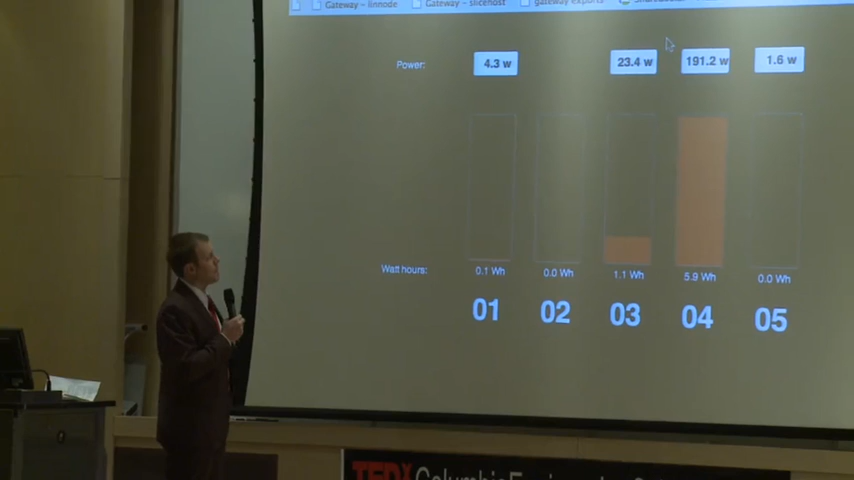 Gateway – linnode Gateway – slicehost gateway exports
Power: 4.3 w 23.4 w 191.2 w 1.6 w
Watt hours: 0.1 Wh 0.0 Wh 1.1 Wh 5.9 Wh 0.0 Wh
01 02 03 04 05
TEDx Columbia